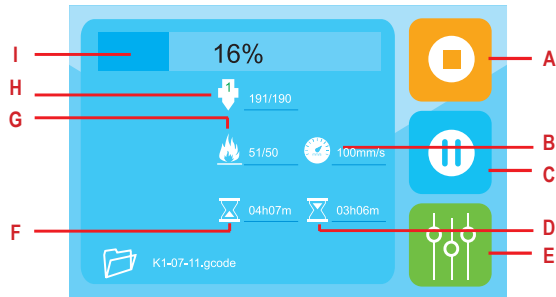 I
16%
A
H
1
191/190
G
B
51/50
100mm/s
C
F
04h07m
03h06m
D
E
K1-07-11.gcode